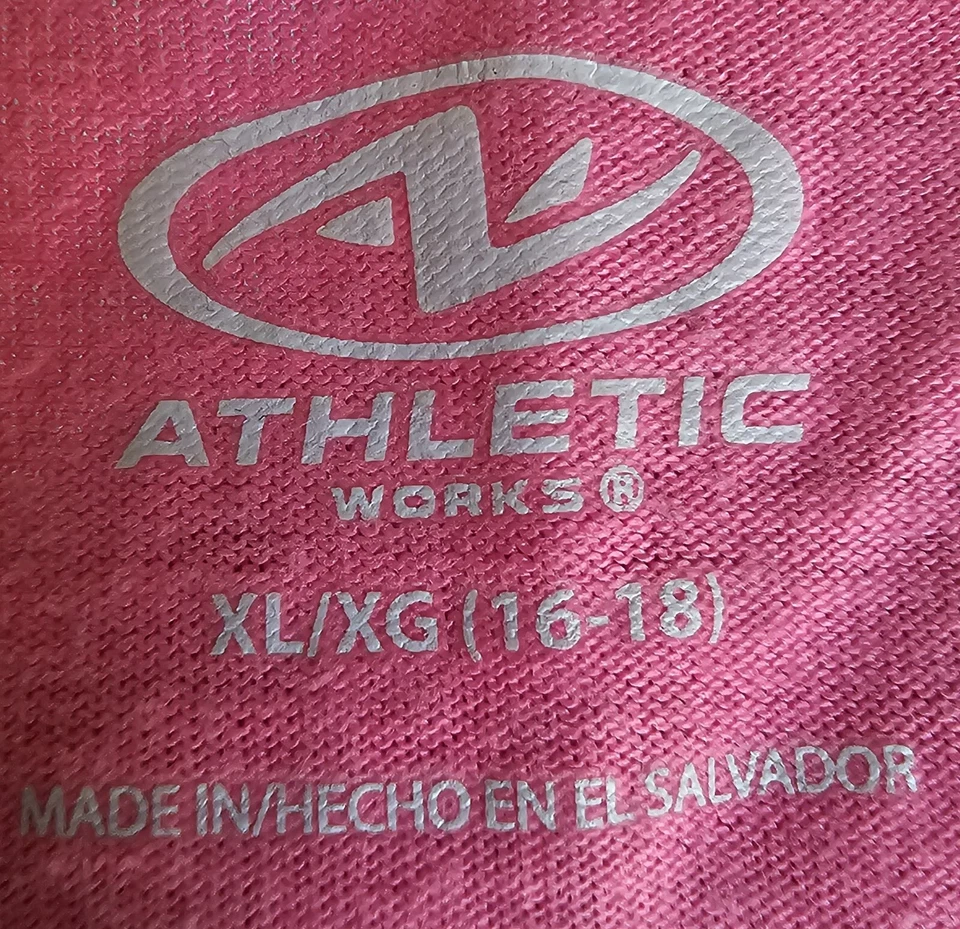 ATHLETIC
WORKS®
XL/XG (16-18)
MADE IN/HECHO EN EL SALVADOR